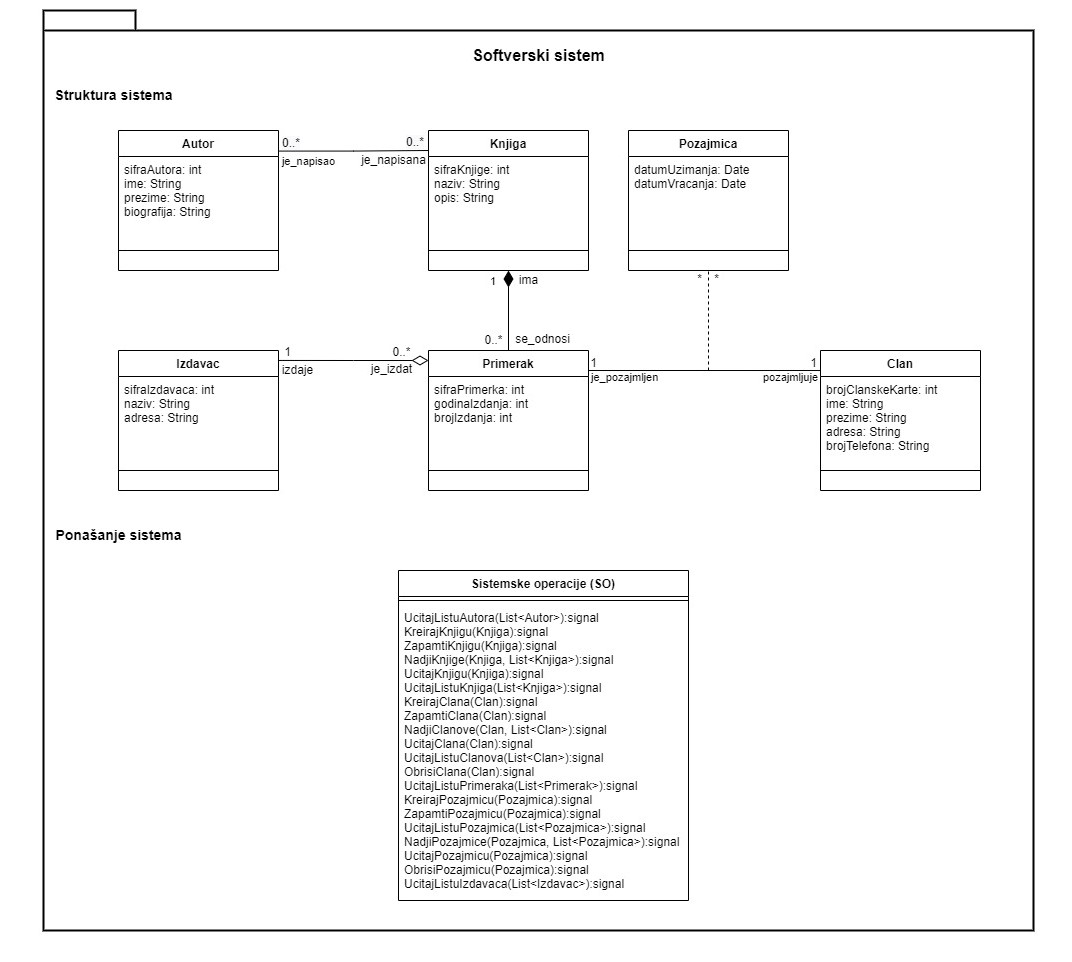 Softverski sistem
Struktura sistema
Autor
sifraAutora: int
ime: String
prezime: String
biografija: String
0..*
0..*
je_napisao
je_napisana
Knjiga
sifraKnjige: int
naziv: String
opis: String
Pozajmica
datumUzimanja: Date
datumVracanja: Date
1
ima
*
*
0..*
se_odnosi
Izdavac
sifraIzdavaca: int
naziv: String
adresa: String
1
0..*
izdaje
je_izdat
Primerak
sifraPrimerka: int
godinaIzdanja: int
brojIzdanja: int
1
1
je_pozajmljen
pozajmljuje
Clan
brojClanskeKarte: int
ime: String
prezime: String
adresa: String
brojTelefona: String
Ponašanje sistema
Sistemske operacije (SO)
UcitajListuAutora(List<Autor>):signal
KreirajKnjigu(Knjiga):signal
ZapamtiKnjigu(Knjiga):signal
NadjiKnjige(Knjiga, List<Knjiga>):signal
UcitajKnjigu(Knjiga):signal
UcitajListuKnjiga(List<Knjiga>):signal
KreirajClana(Clan):signal
ZapamtiClana(Clan):signal
NadjiClanove(Clan, List<Clan>):signal
UcitajClana(Clan):signal
UcitajListuClanova(List<Clan>):signal
ObrisiClana(Clan):signal
UcitajListuPrimeraka(List<Primerak>):signal
KreirajPozajmicu(Pozajmica):signal
ZapamtiPozajmicu(Pozajmica):signal
UcitajListuPozajmica(List<Pozajmica>):signal
NadjiPozajmice(Pozajmica, List<Pozajmica>):signal
UcitajPozajmicu(Pozajmica):signal
ObrisiPozajmicu(Pozajmica):signal
UcitajListuIzdavaca(List<Izdavac>):signal